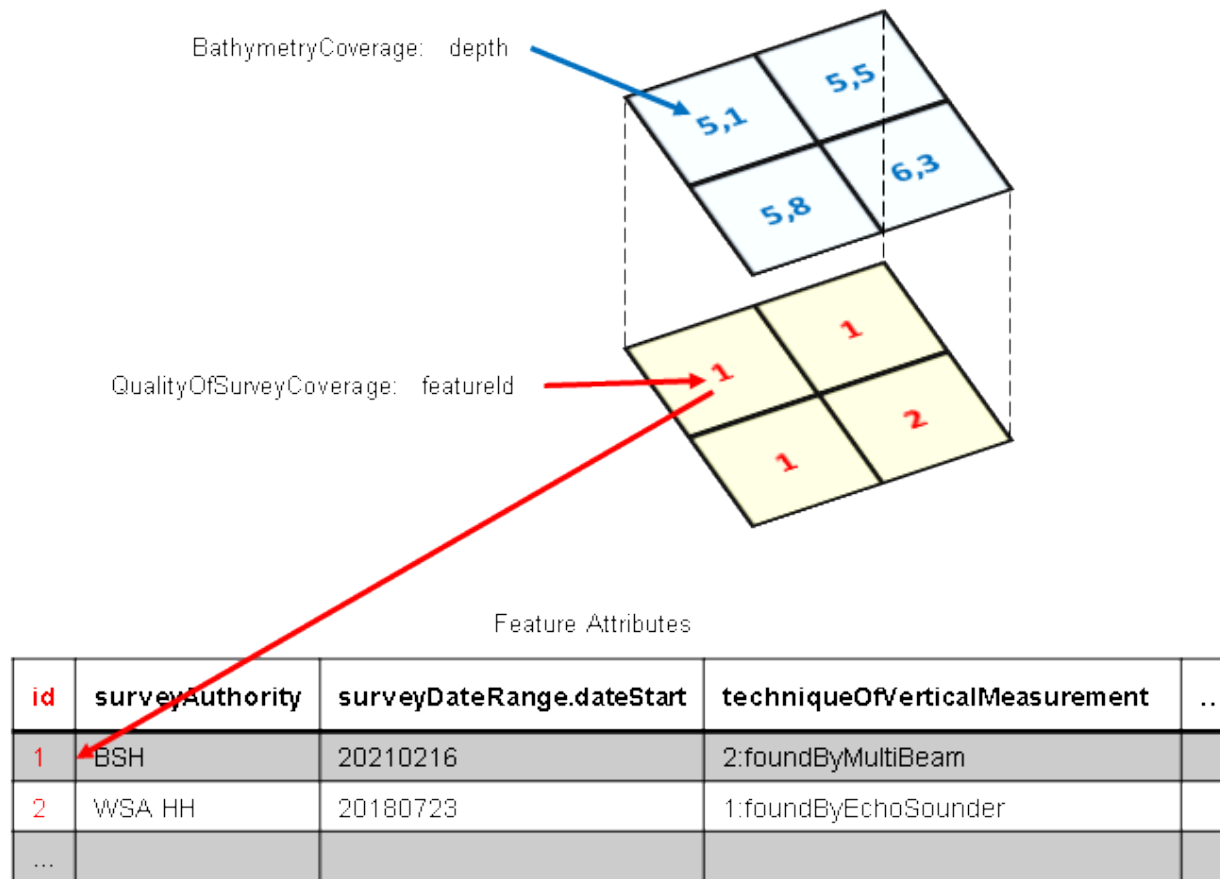 BathymetryCoverage: depth
5,1 5,5
5,8 6,3
QualityOfSurveyCoverage: featureId
1 1
1 2
Feature Attributes
id surveyAuthority surveyDateRange.dateStart techniqueOfVerticalMeasurement ...
1 BSH 20210216 2:foundByMultiBeam
2 WSA HH 20180723 1:foundByEchoSounder
...